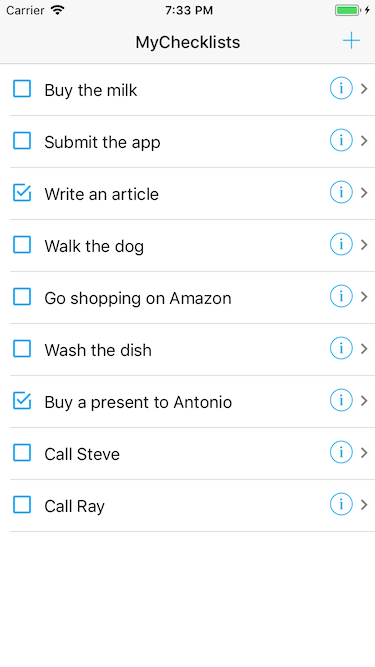 Carrier 7:33 PM
MyChecklists
Buy the milk
Submit the app
Write an article
Walk the dog
Go shopping on Amazon
Wash the dish
Buy a present to Antonio
Call Steve
Call Ray